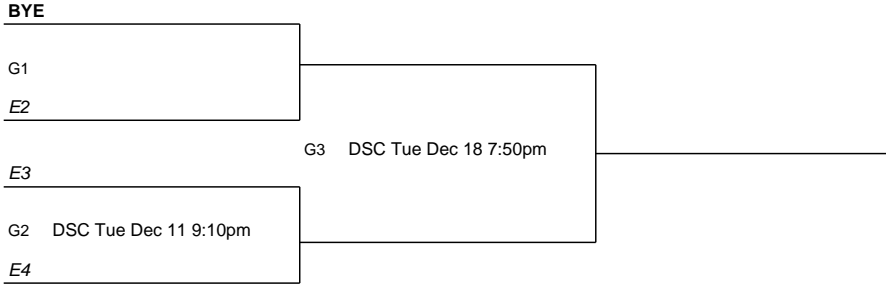 BYE
G1
E2
G3 DSC Tue Dec 18 7:50pm
E3
G2 DSC Tue Dec 11 9:10pm
E4